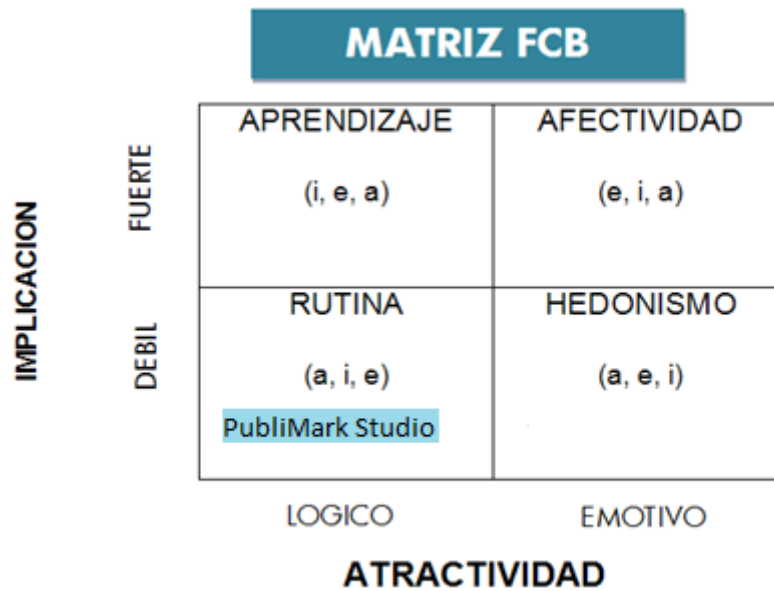 MATRIZ FCB
APRENDIZAJE
AFECTIVIDAD
(i, e, a)
(e, i, a)
RUTINA
HEDONISMO
(a, i, e)
(a, e, i)
PubliMark Studio
IMPLICACION
FUERTE
DEBIL
LOGICO
EMOTIVO
ATRACTIVIDAD